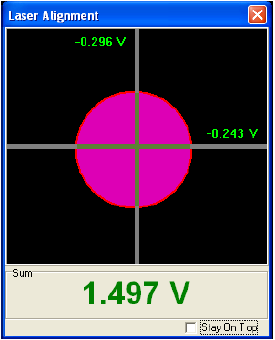 Laser Alignment
-0.296 V
-0.243 V
Sum
1.497 V
Stay On Top